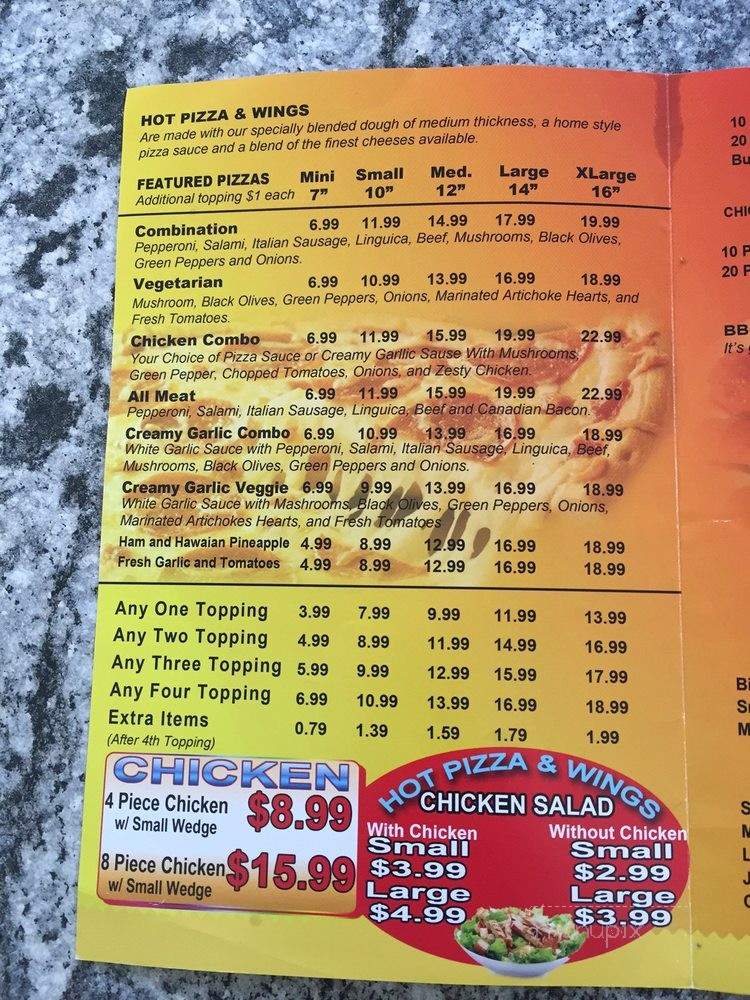 HOT PIZZA & WINGS
Are made with our specially blended dough of medium thickness, a home style
pizza sauce and a blend of the finest cheeses available.
FEATURED PIZZAS Mini Small Med. Large XLarge
Additional topping $1 each 7” 10” 12” 14” 16”
Combination 6.99 11.99 14.99 17.99 19.99
Pepperoni, Salami, Italian Sausage, Linguica, Beef, Mushrooms, Black Olives,
Green Peppers and Onions.
Vegetarian 6.99 10.99 13.99 16.99 18.99
Mushroom, Black Olives, Green Peppers, Onions, Marinated Artichoke Hearts, and
Fresh Tomatoes.
Chicken Combo 6.99 11.99 15.99 19.99 22.99
Your Choice of Pizza Sauce or Creamy Garllic Sause With Mushrooms,
Green Pepper, Chopped Tomatoes, Onions, and Zesty Chicken.
All Meat 6.99 11.99 15.99 19.99 22.99
Pepperoni, Salami, Italian Sausage, Linguica, Beef and Canadian Bacon.
Creamy Garlic Combo 6.99 10.99 13.99 16.99 18.99
White Garlic Sauce with Pepperoni, Salami, Italian Sausage, Linguica, Beef,
Mushrooms, Black Olives, Green Peppers and Onions.
Creamy Garlic Veggie 6.99 9.99 13.99 16.99 18.99
White Garlic Sauce with Mashrooms, Black Olives, Green Peppers, Onions,
Marinated Artichokes Hearts, and Fresh Tomatoes
Ham and Hawaian Pineapple 4.99 8.99 12.99 16.99 18.99
Fresh Garlic and Tomatoes 4.99 8.99 12.99 16.99 18.99
Any One Topping 3.99 7.99 9.99 11.99 13.99
Any Two Topping 4.99 8.99 11.99 14.99 16.99
Any Three Topping 5.99 9.99 12.99 15.99 17.99
Any Four Topping 6.99 10.99 13.99 16.99 18.99
Extra Items 0.79 1.39 1.59 1.79 1.99
(After 4th Topping)
CHICKEN
4 Piece Chicken $8.99
w/ Small Wedge
8 Piece Chicken $15.99
w/ Small Wedge
HOT PIZZA & WINGS
CHICKEN SALAD
With Chicken Without Chicken
Small Small
$3.99 $2.99
Large Large
$4.99 $3.99
10
20
Bu
CHI
10 P
20 P
BB
It's
Bi
S
M